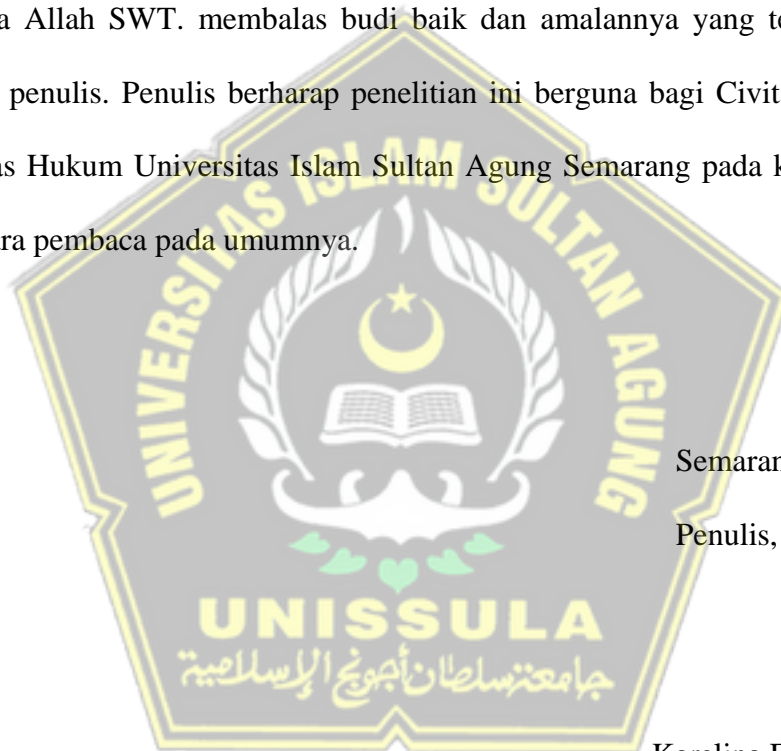 a Allah SWT. membalas budi baik dan amalannya yang te
penulis. Penulis berharap penelitian ini berguna bagi Civit
as Hukum Universitas Islam Sultan Agung Semarang pada k
ara pembaca pada umumnya.
UNIVERSITAS ISLAM SULTAN AGUNG
Semaran
Penulis,
UNISSULA
جامعة سلطان أجونج الإسلامية